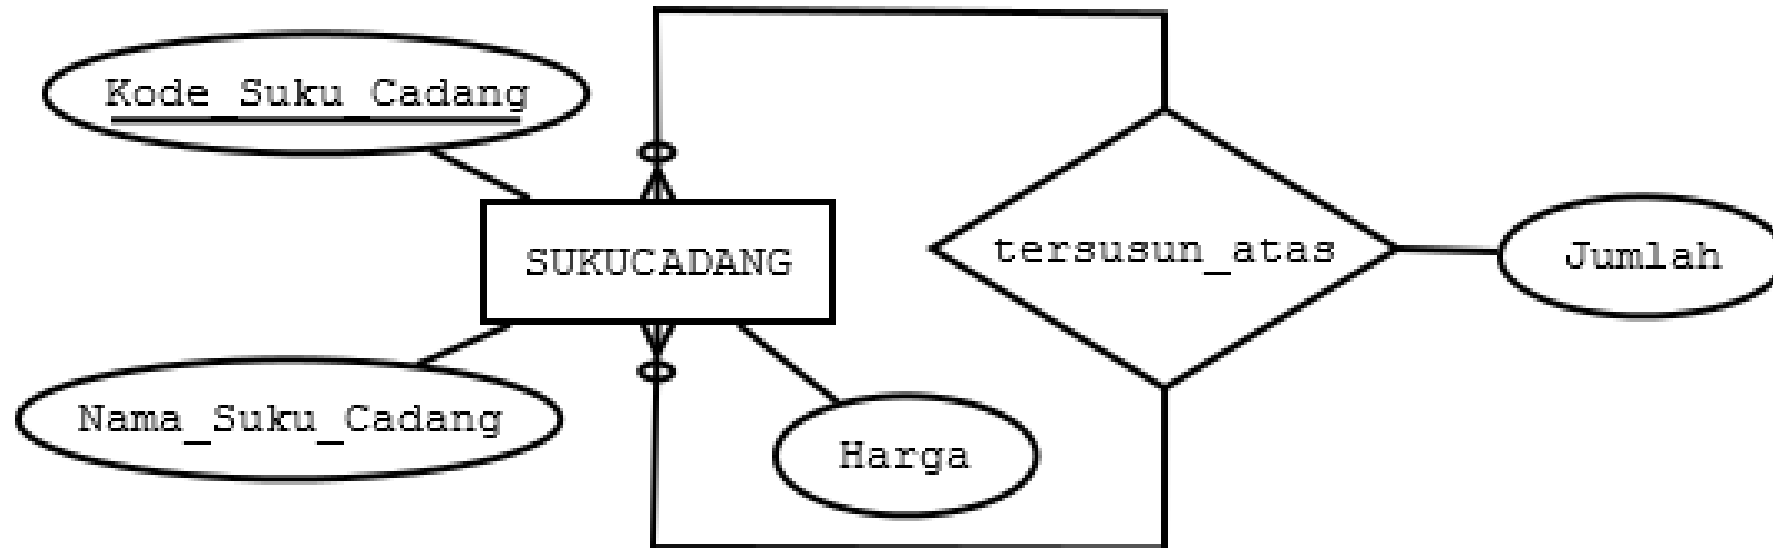 Kode_Suku_Cadang
SUKUCADANG
tersusun_atas
Jumlah
Nama_Suku_Cadang
Harga